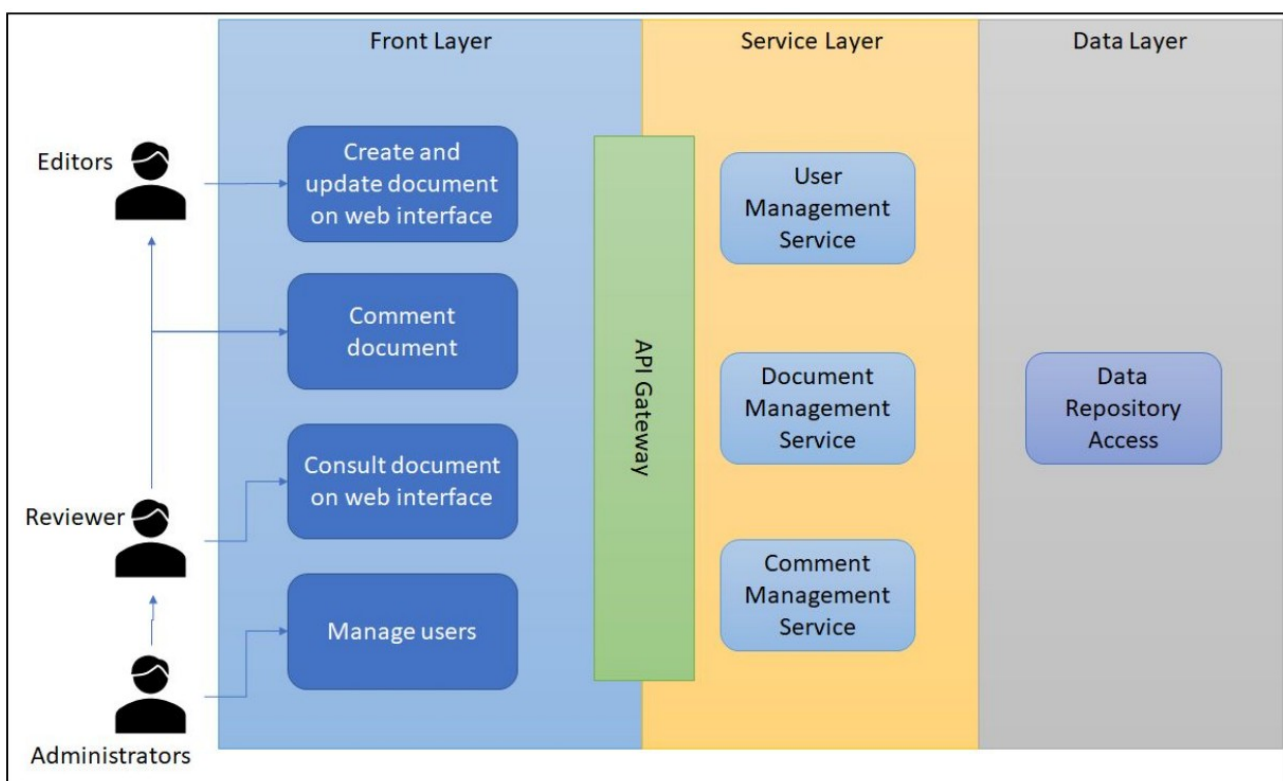 Front Layer
Service Layer
Data Layer
Editors
Create and
update document
on web interface
Comment
document
Reviewer
Consult document
on web interface
Manage users
Administrators
API Gateway
User
Management
Service
Document
Management
Service
Comment
Management
Service
Data
Repository
Access